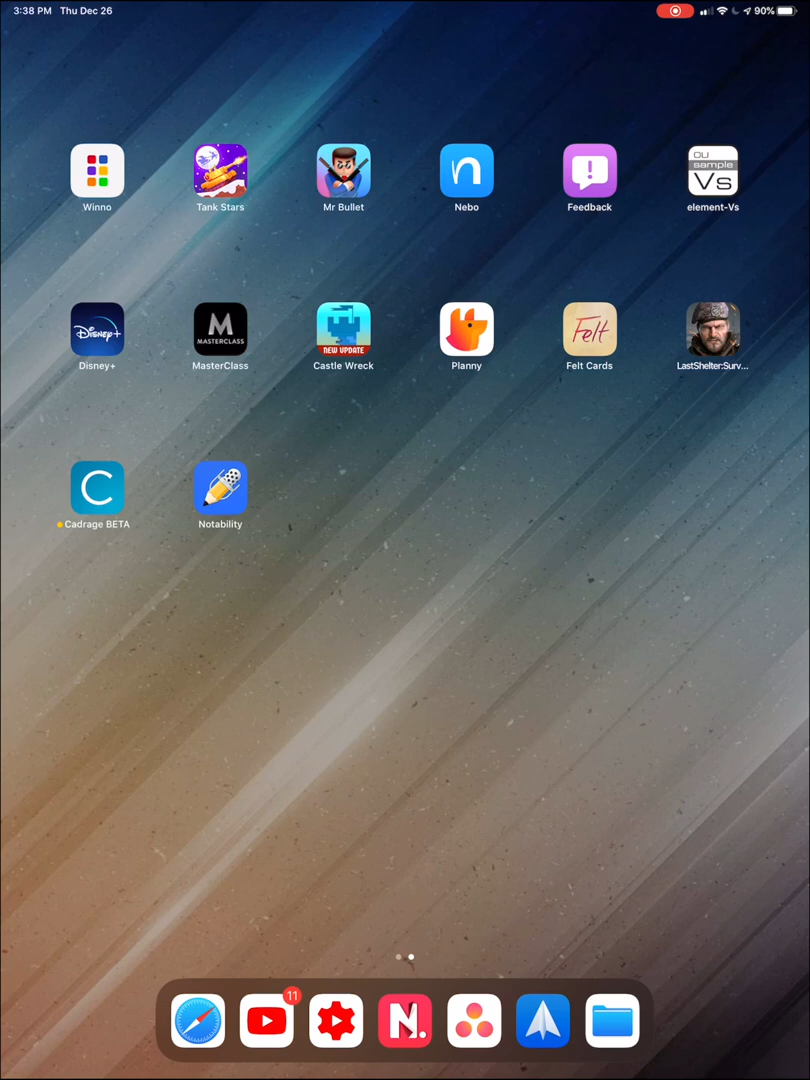 3:38 PM Thu Dec 26 90%
Winno Tank Stars Mr Bullet Nebo Feedback element-Vs
OU
sample
Vs
n
!
Disney+
M
MASTERCLASS
NEW UPDATE
Felt
Disney+ MasterClass Castle Wreck Planny Felt Cards LastShelter:Surv...
C
Cadrage BETA Notability
11
N.